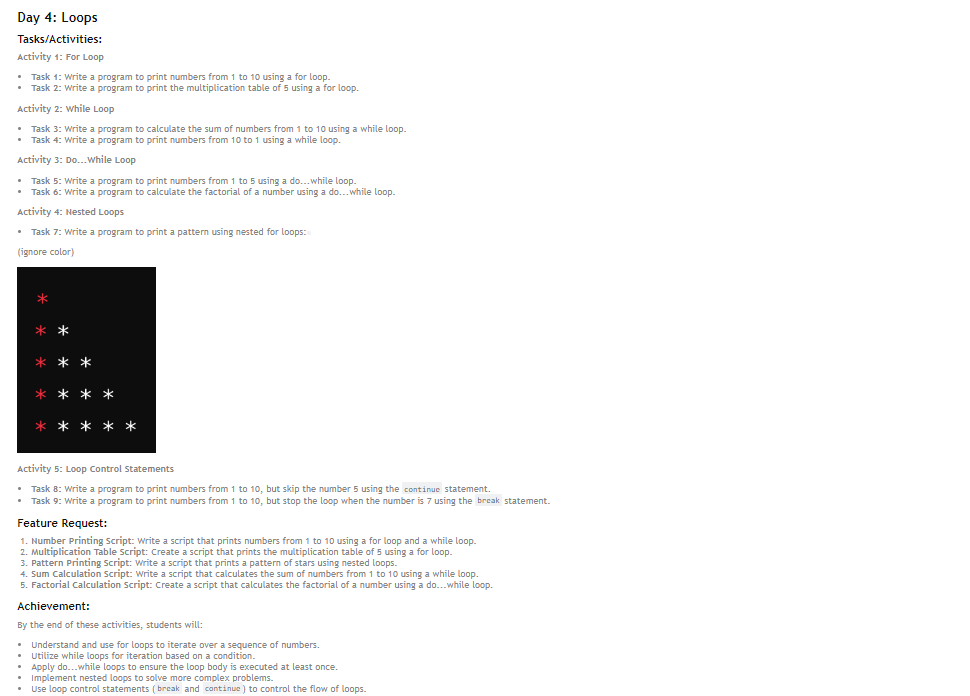 Day 4: Loops
Tasks/Activities:
Activity 1: For Loop
• Task 1: Write a program to print numbers from 1 to 10 using a for loop.
• Task 2: Write a program to print the multiplication table of 5 using a for loop.
Activity 2: While Loop
• Task 3: Write a program to calculate the sum of numbers from 1 to 10 using a while loop.
• Task 4: Write a program to print numbers from 10 to 1 using a while loop.
Activity 3: Do...While Loop
• Task 5: Write a program to print numbers from 1 to 5 using a do...while loop.
• Task 6: Write a program to calculate the factorial of a number using a do...while loop.
Activity 4: Nested Loops
• Task 7: Write a program to print a pattern using nested for loops:
(ignore color)
*
* *
* * *
* * * *
* * * * *
Activity 5: Loop Control Statements
• Task 8: Write a program to print numbers from 1 to 10, but skip the number 5 using the continue statement.
• Task 9: Write a program to print numbers from 1 to 10, but stop the loop when the number is 7 using the break statement.
Feature Request:
1. Number Printing Script: Write a script that prints numbers from 1 to 10 using a for loop and a while loop.
2. Multiplication Table Script: Create a script that prints the multiplication table of 5 using a for loop.
3. Pattern Printing Script: Write a script that prints a pattern of stars using nested loops.
4. Sum Calculation Script: Write a script that calculates the sum of numbers from 1 to 10 using a while loop.
5. Factorial Calculation Script: Create a script that calculates the factorial of a number using a do...while loop.
Achievement:
By the end of these activities, students will:
• Understand and use for loops to iterate over a sequence of numbers.
• Utilize while loops for iteration based on a condition.
• Apply do...while loops to ensure the loop body is executed at least once.
• Implement nested loops to solve more complex problems.
• Use loop control statements (break and continue) to control the flow of loops.